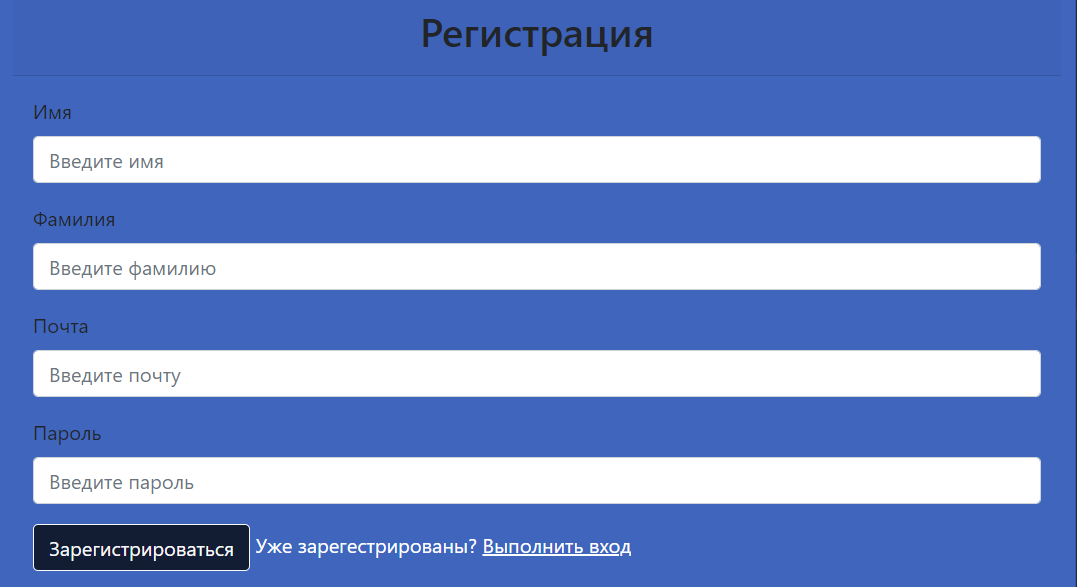 Регистрация
Имя
Введите имя
Фамилия
Введите фамилию
Почта
Введите почту
Пароль
Введите пароль
Зарегистрироваться Уже зарегестрированы? Выполнить вход